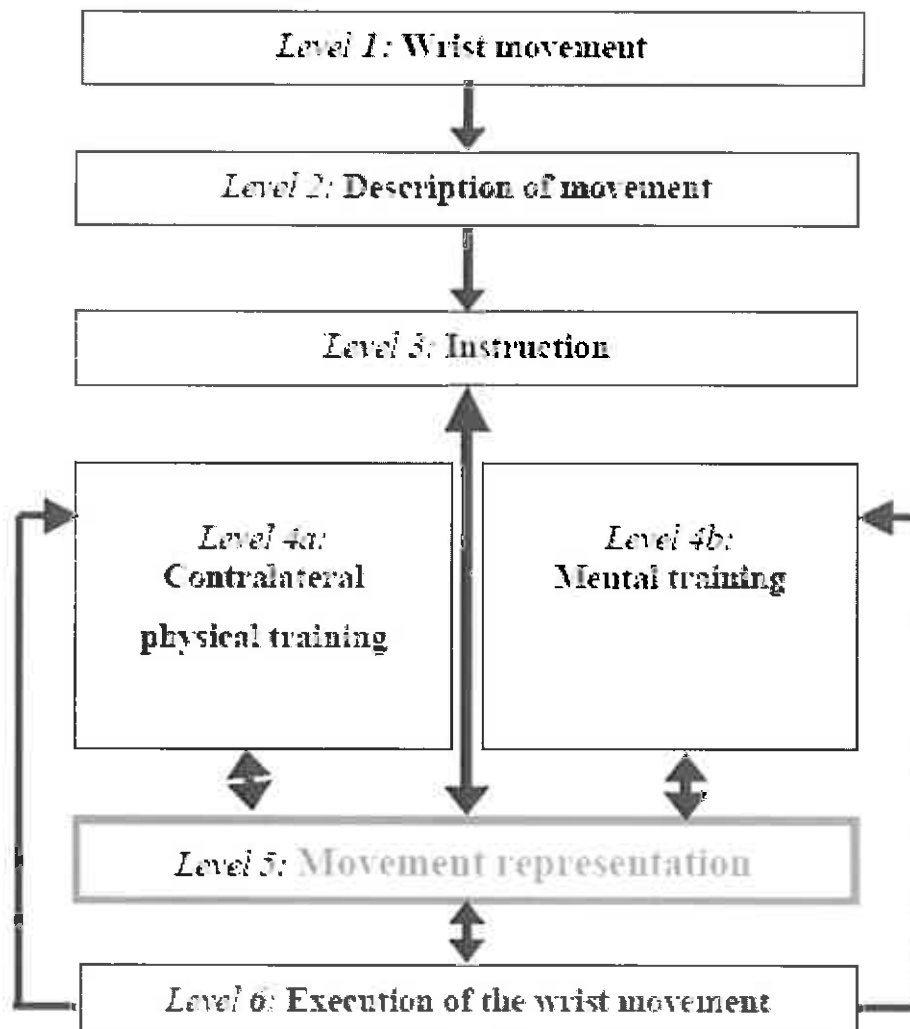 Level 1: Wrist movement
Level 2: Description of movement
Level 3: Instruction
Level 4a:
Contralateral
physical training
Level 4b:
Mental training
Level 5: Movement representation
Level 6: Execution of the wrist movement